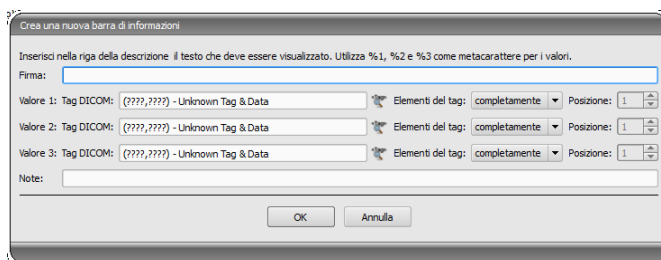 Crea una nuova barra di informazioni
Inserisci nella riga della descrizione il testo che deve essere visualizzato. Utilizza %1, %2 e %3 come metacarattere per i valori.
Firma:
Valore 1: Tag DICOM: (????,????) - Unknown Tag & Data Elementi del tag: completamente Posizione: 1
Valore 2: Tag DICOM: (????,????) - Unknown Tag & Data Elementi del tag: completamente Posizione: 1
Valore 3: Tag DICOM: (????,????) - Unknown Tag & Data Elementi del tag: completamente Posizione: 1
Note:
OK Annulla